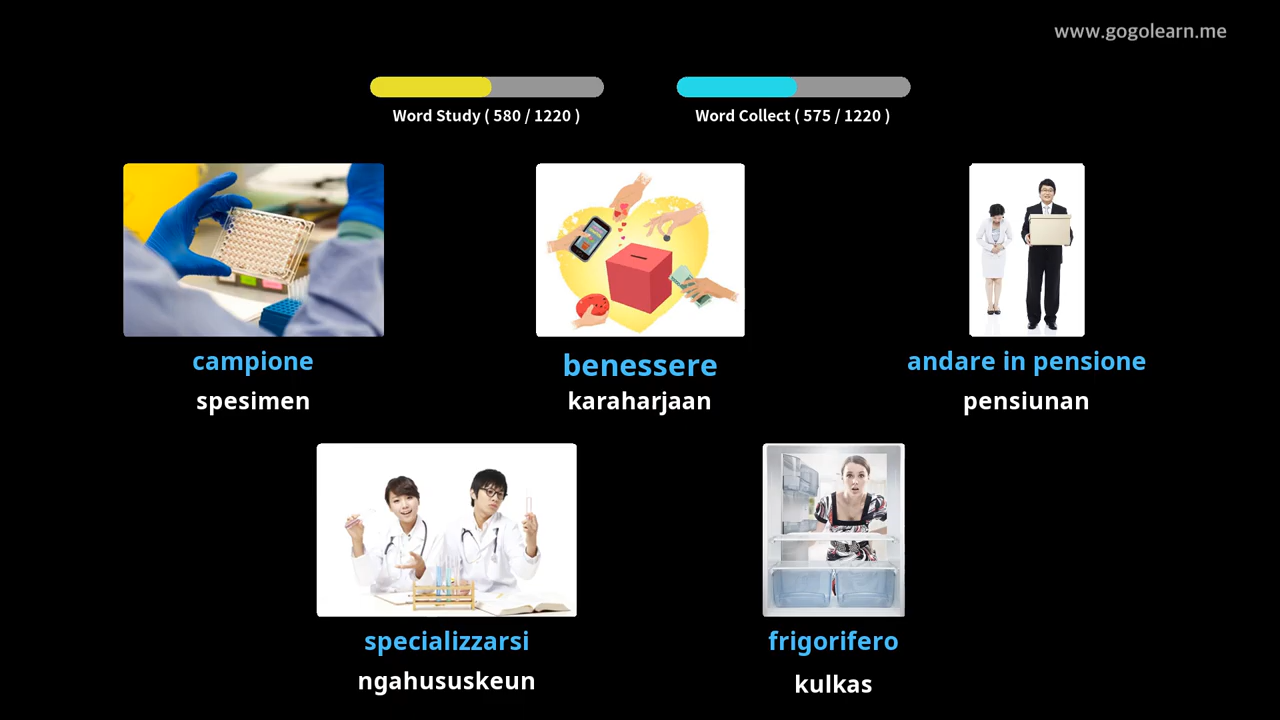 www.gogolearn.me
Word Study ( 580 / 1220 )
Word Collect ( 575 / 1220 )
campione
spesimen
benessere
karaharjaan
andare in pensione
pensiunan
specializzarsi
ngahususkeun
frigorifero
kulkas